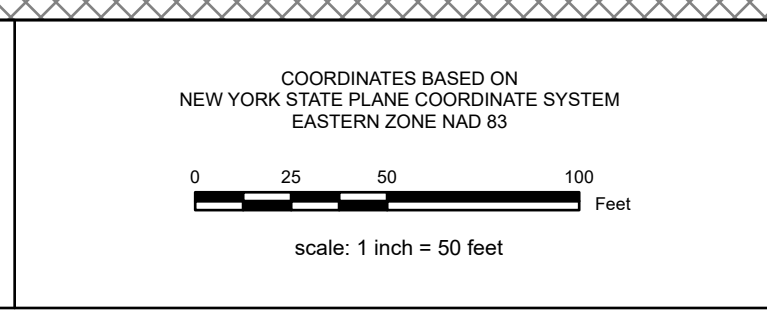 COORDINATES BASED ON
NEW YORK STATE PLANE COORDINATE SYSTEM
EASTERN ZONE NAD 83
0 25 50 100
Feet
scale: 1 inch = 50 feet